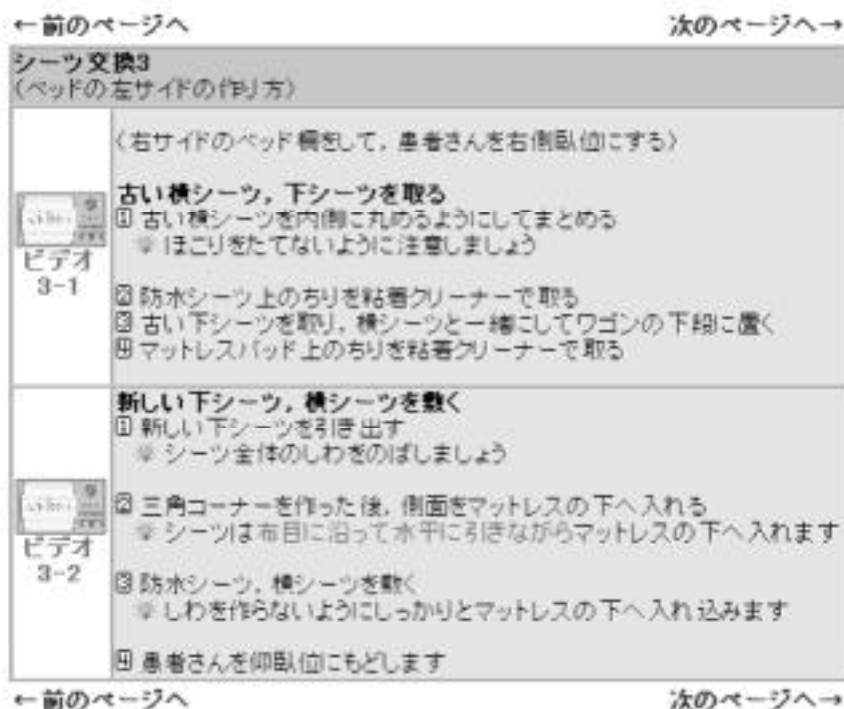 ←前のページへ
次のページへ→
シーツ交換3
(ベッドの左サイドの作り方)
(右サイドのベッド柵をして,患者さんを右側臥位にする)
古い横シーツ,下シーツを取る
1 古い横シーツを内側に丸めるようにしてまとめる
ほこりをたてないように注意しましょう
ビデオ
3-1
2 防水シーツ上のちりを粘着クリーナーで取る
3 古い下シーツを取り,横シーツと一緒にしてワゴンの下段に置く
4 マットレスパッド上のちりを粘着クリーナーで取る
新しい下シーツ,横シーツを敷く
1 新しい下シーツを引き出す
シーツ全体のしわをのばしましょう
ビデオ
3-2
2 三角コーナーを作った後,側面をマットレスの下へ入れる
シーツは布目に沿って水平に引きながらマットレスの下へ入れます
3 防水シーツ,横シーツを敷く
しわを作らないようにしっかりとマットレスの下へ入れ込みます
4 患者さんを仰臥位にもどします
←前のページへ
次のページへ→